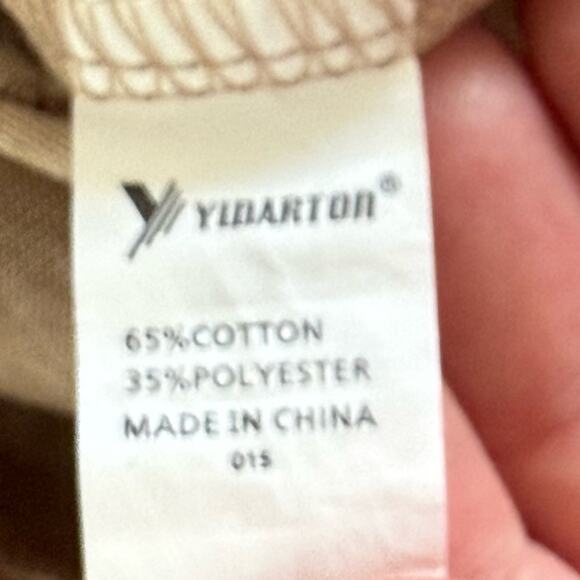 YIDARTON®
65%COTTON
35%POLYESTER
MADE IN CHINA
015